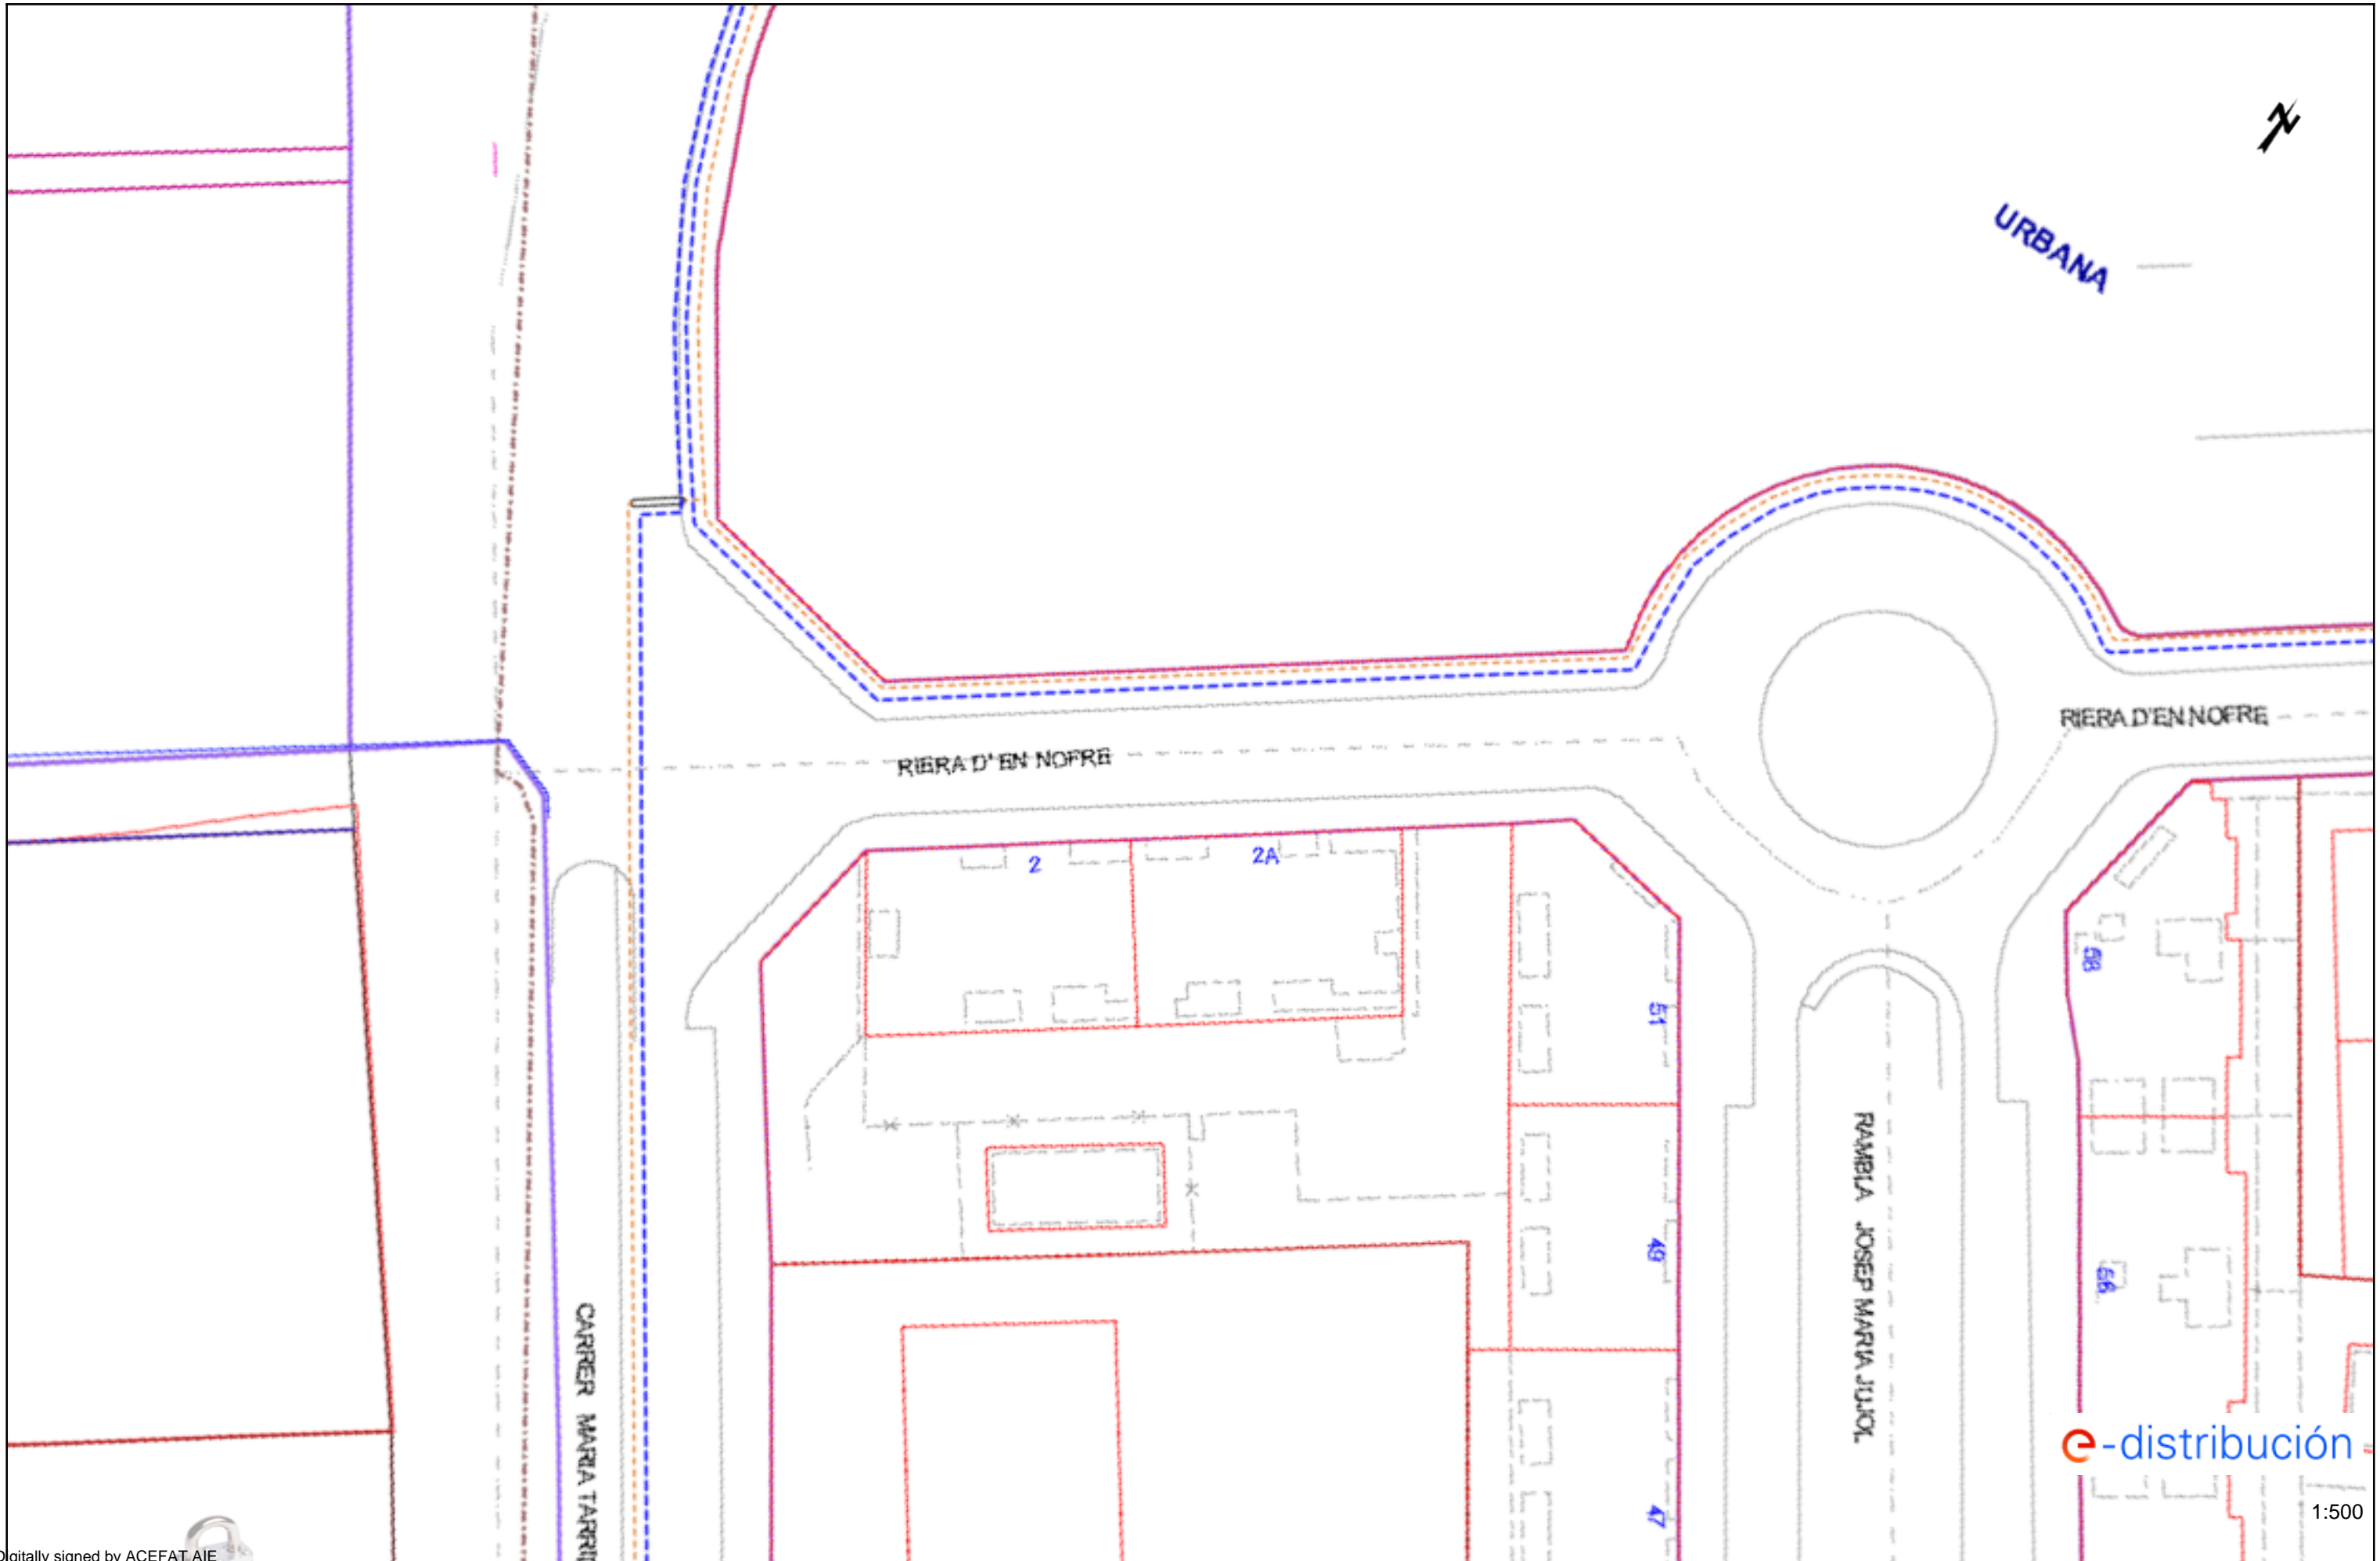 URBANA
RIERA D'EN NOFRE
RIERA D' EN NOFRE
2
2A
58
51
RAMBLA JOSEP MARIA JUJOL
49
56
CARRER MARIA
e-distribución
47
1:500
Digitally signed by ACEFAT, AIE